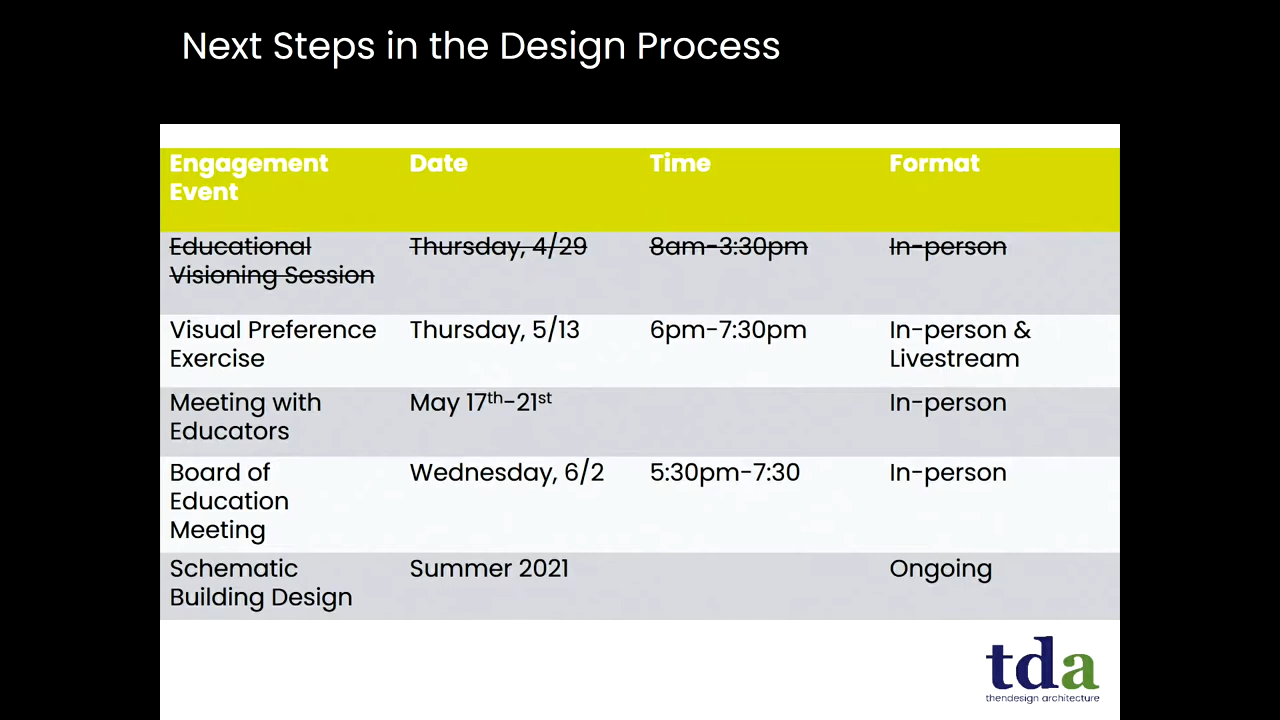 Next Steps in the Design Process
Engagement Event Date Time Format
Educational Visioning Session Thursday, 4/29 8am-3:30pm In-person
Visual Preference Exercise Thursday, 5/13 6pm-7:30pm In-person & Livestream
Meeting with Educators May 17th-21st In-person
Board of Education Meeting Wednesday, 6/2 5:30pm-7:30 In-person
Schematic Building Design Summer 2021 Ongoing
tda
thendesign architecture